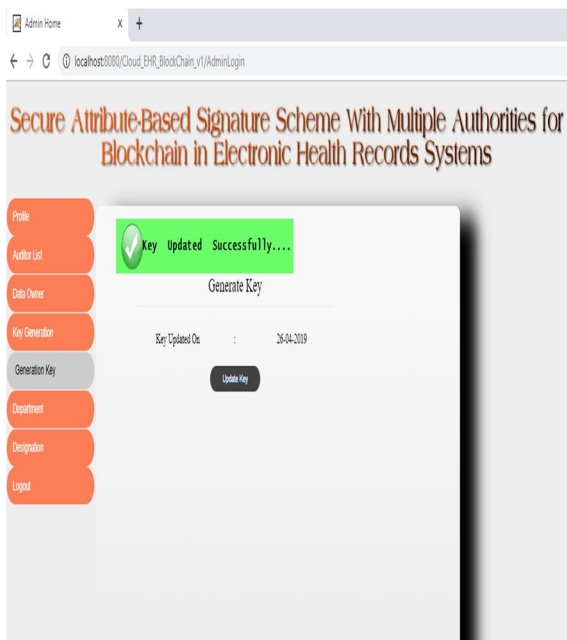 Admin Home
x
+
localhost:8080/Cloud_EHR_BlockChain_v1/AdminLogin
Secure Attribute-Based Signature Scheme With Multiple Authorities for
Blockchain in Electronic Health Records Systems
Profile
Auditor List
Data Owner
Key Generation
Generation Key
Department
Designation
Logout
Key Updated Successfully....
Generate Key
Key Updated On : 26-04-2019
Update Key